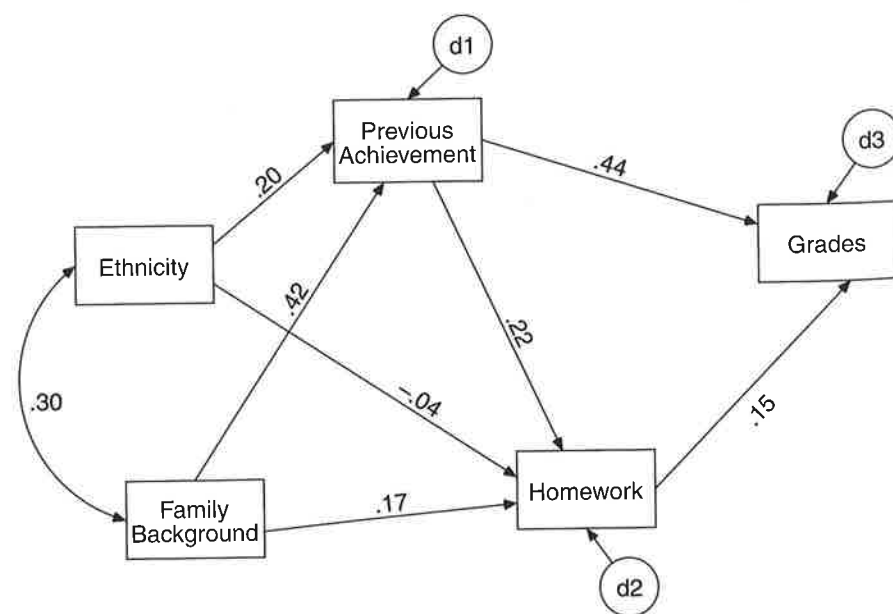 d1
Previous
Achievement
d3
.20
.44
Grades
Ethnicity
.42
.22
.30
–.04
.15
Family
Background
.17
Homework
d2